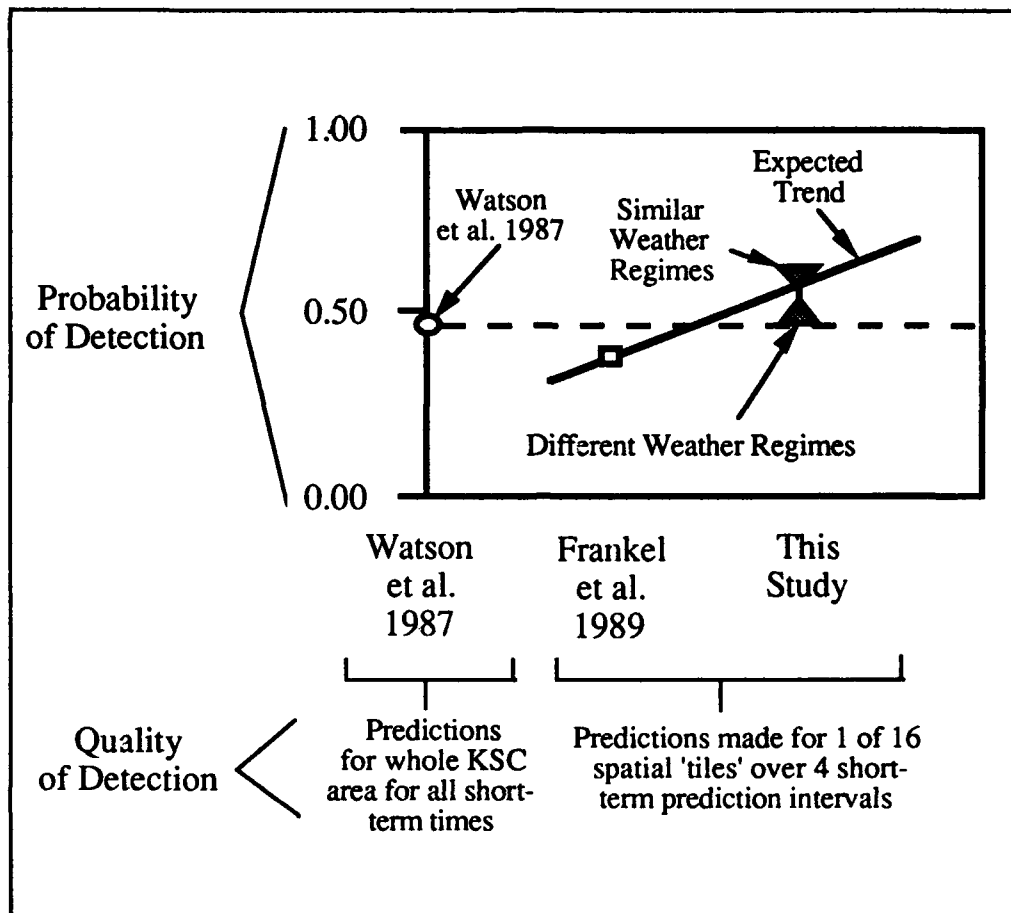 1.00
0.50
0.00
Probability
of Detection
Watson
et al. 1987
Similar
Weather
Regimes
Expected
Trend
Different Weather Regimes
Watson
et al.
1987
Frankel
et al.
1989
This
Study
Quality
of Detection
Predictions
for whole KSC
area for all short-
term times
Predictions made for 1 of 16
spatial 'tiles' over 4 short-
term prediction intervals